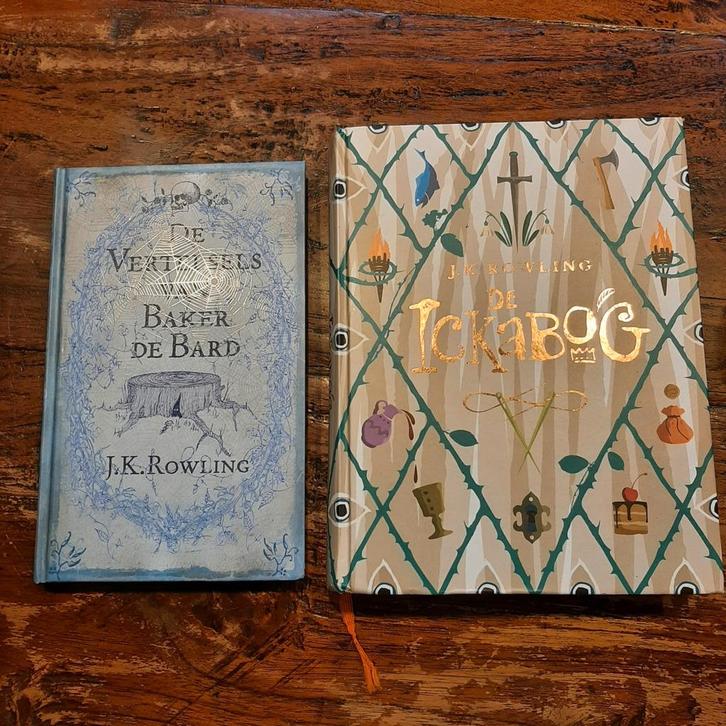 De
Vertelsels
van
Baker
de Bard
J.K.Rowling
J.K. ROWLING
DE
IckaboG